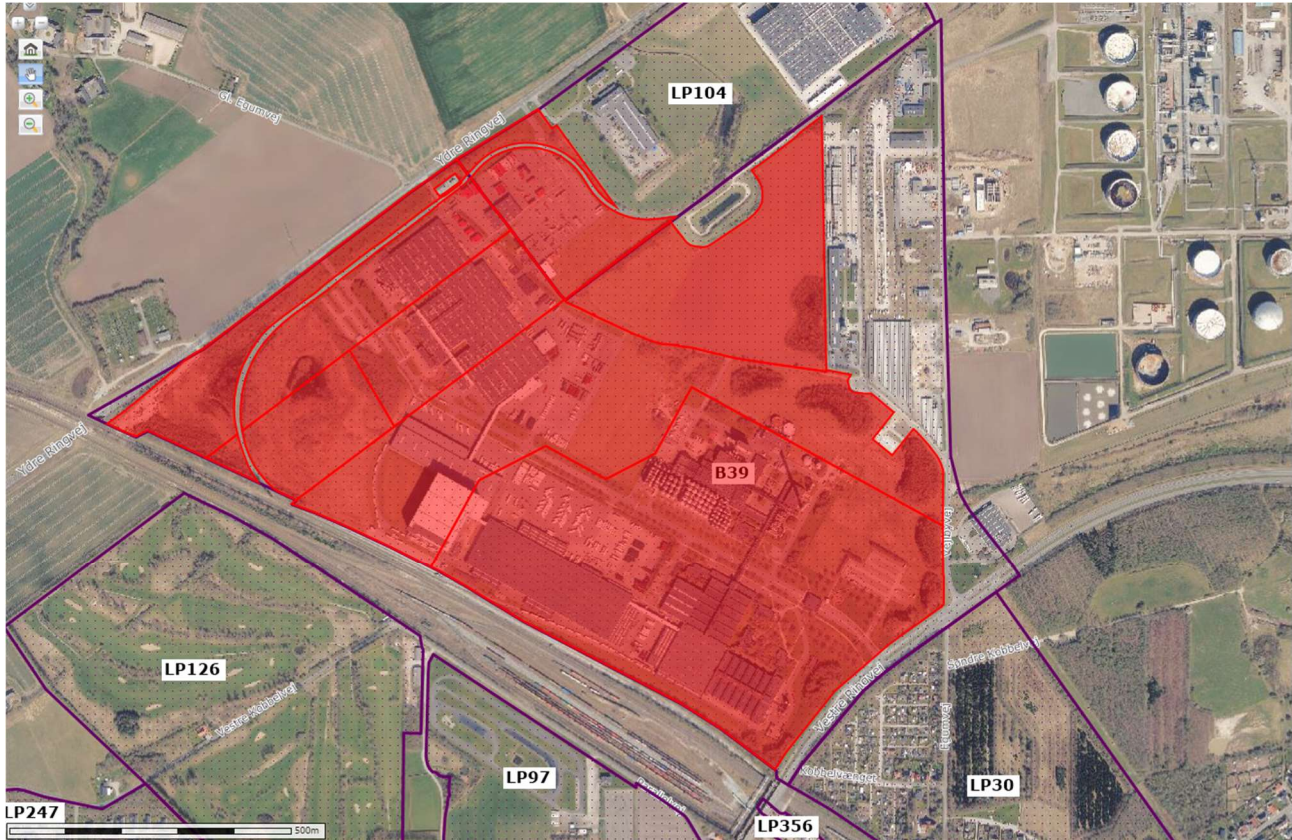 LP104
Gl. Egumvej
Ydre Ringvej
B39
Ydre Ringvej
LP126
Vestre Kobbelvej
Søndre Kobbelvej
Vestre Ringvej
Egumvej
LP97
Kobbelvænget
LP30
LP247
LP356
500m